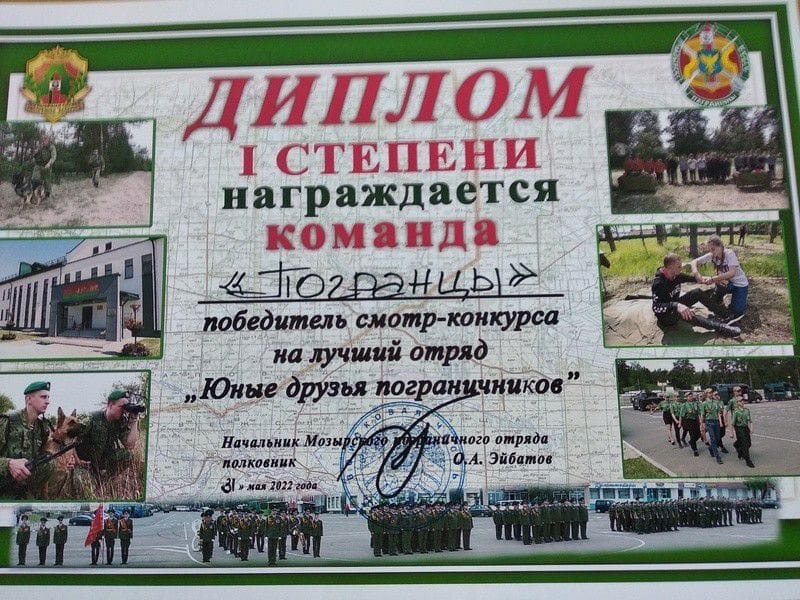 ДИПЛОМ
I СТЕПЕНИ
награждается
команда
«Погранцы»
победитель смотр-конкурса
на лучший отряд
„Юные друзья пограничников”
Начальник Мозырского пограничного отряда
полковник О.А. Эйбатов
31 » мая 2022 года